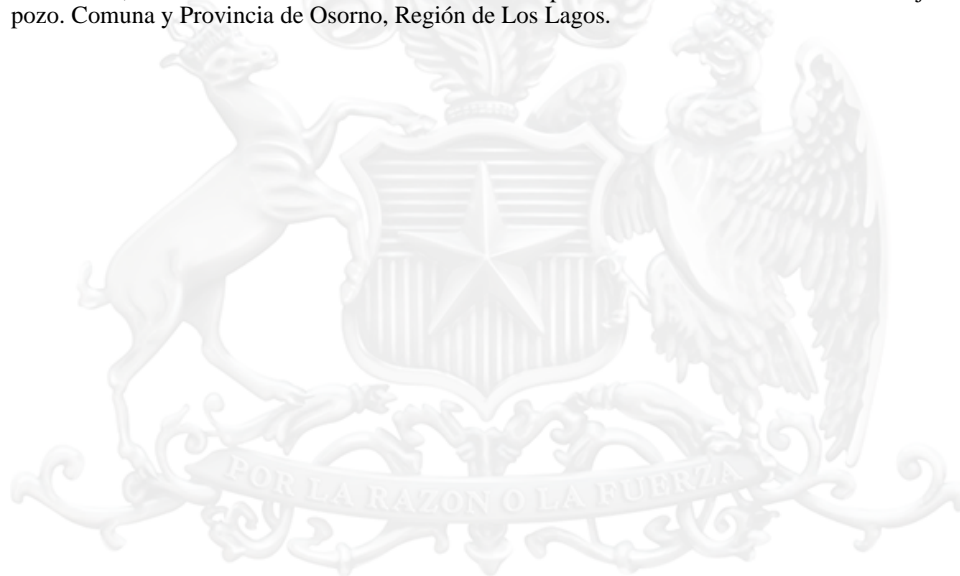 pozo. Comuna y Provincia de Osorno, Región de Los Lagos.
POR LA RAZON O LA FUERZA